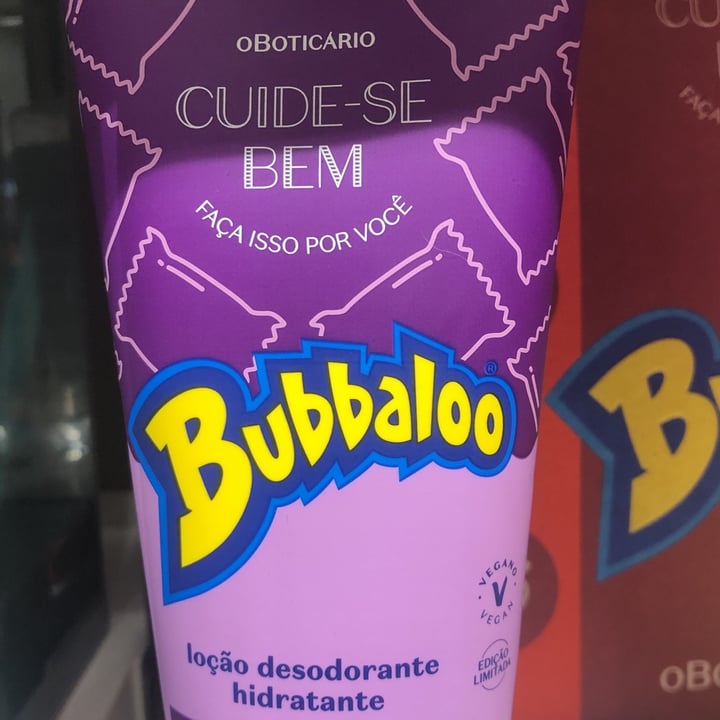 oBoticário
CUIDE-SE
BEM
FAÇA ISSO POR VOCÊ
Bubbaloo®
VEGANO
V
VEGAN
loção desodorante
hidratante
EDIÇÃO
LIMITADA